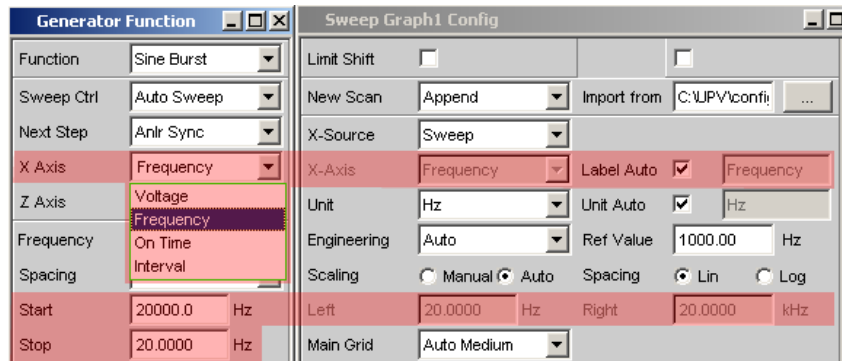 Generator Function
Function Sine Burst
Sweep Ctrl Auto Sweep
Next Step Anlr Sync
X Axis Frequency
Z Axis
Voltage
Frequency
On Time
Interval
Frequency
Spacing
Start 20000.0 Hz
Stop 20.0000 Hz
Sweep Graph1 Config
Limit Shift
New Scan Append Import from C:\UPV\config ...
X-Source Sweep
X-Axis Frequency Label Auto Frequency
Unit Hz Unit Auto Hz
Engineering Auto Ref Value 1000.00 Hz
Scaling Manual Auto Spacing Lin Log
Left 20.0000 Hz Right 20.0000 kHz
Main Grid Auto Medium